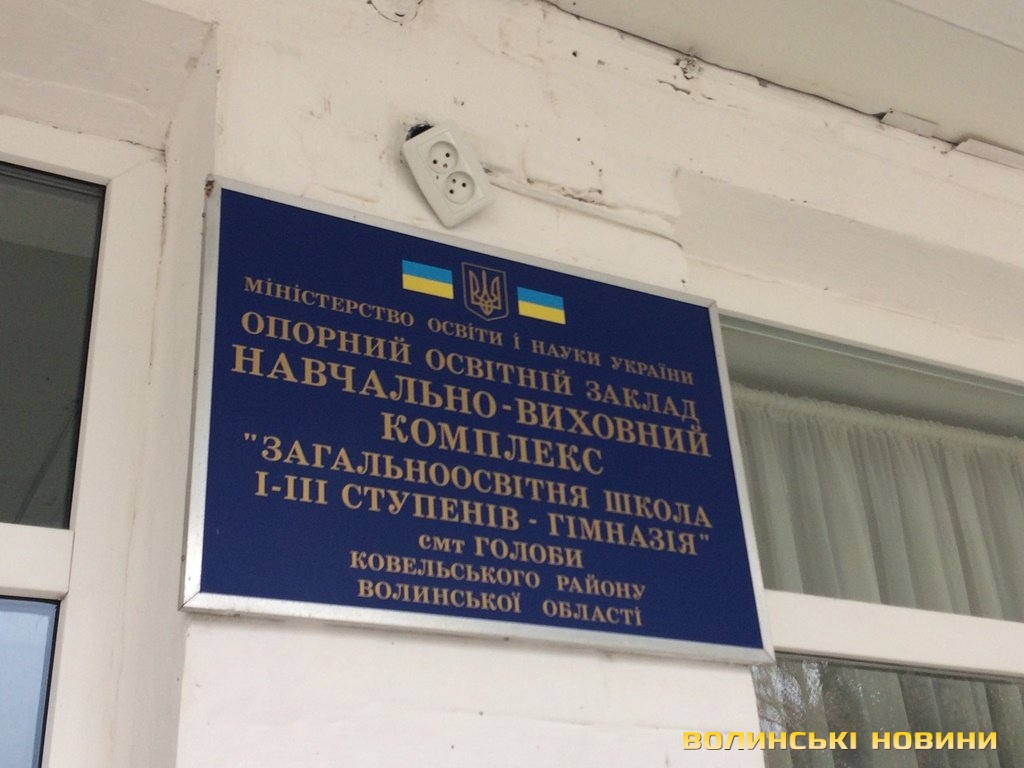 МІНІСТЕРСТВО ОСВІТИ І НАУКИ УКРАЇНИ
ОПОРНИЙ ОСВІТНІЙ ЗАКЛАД
НАВЧАЛЬНО-ВИХОВНИЙ
КОМПЛЕКС
"ЗАГАЛЬНООСВІТНЯ ШКОЛА
І-ІІІ СТУПЕНІВ - ГІМНАЗІЯ"
смт ГОЛОБИ
КОВЕЛЬСЬКОГО РАЙОНУ
ВОЛИНСЬКОЇ ОБЛАСТІ
ВОЛИНСЬКІ НОВИНИ